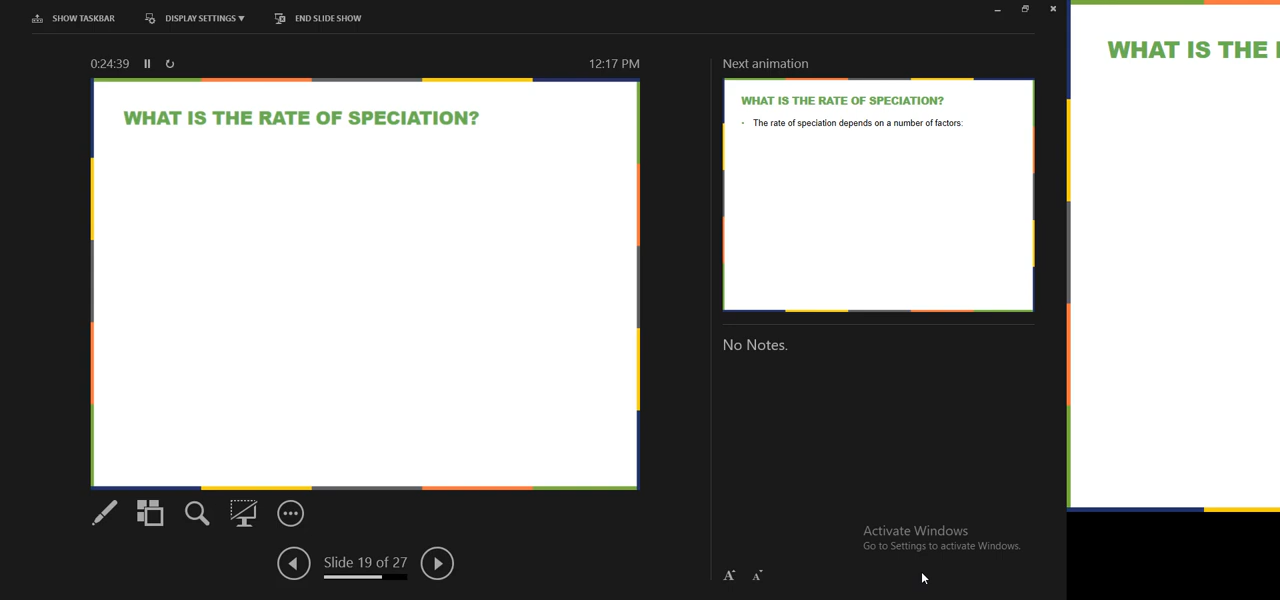 SHOW TASKBAR
DISPLAY SETTINGS ▼
END SLIDE SHOW
0:24:39
12:17 PM
WHAT IS THE RATE OF SPECIATION?
Next animation
WHAT IS THE RATE OF SPECIATION?
• The rate of speciation depends on a number of factors:
No Notes.
Activate Windows
Go to Settings to activate Windows.
Slide 19 of 27
A A
WHAT IS THE